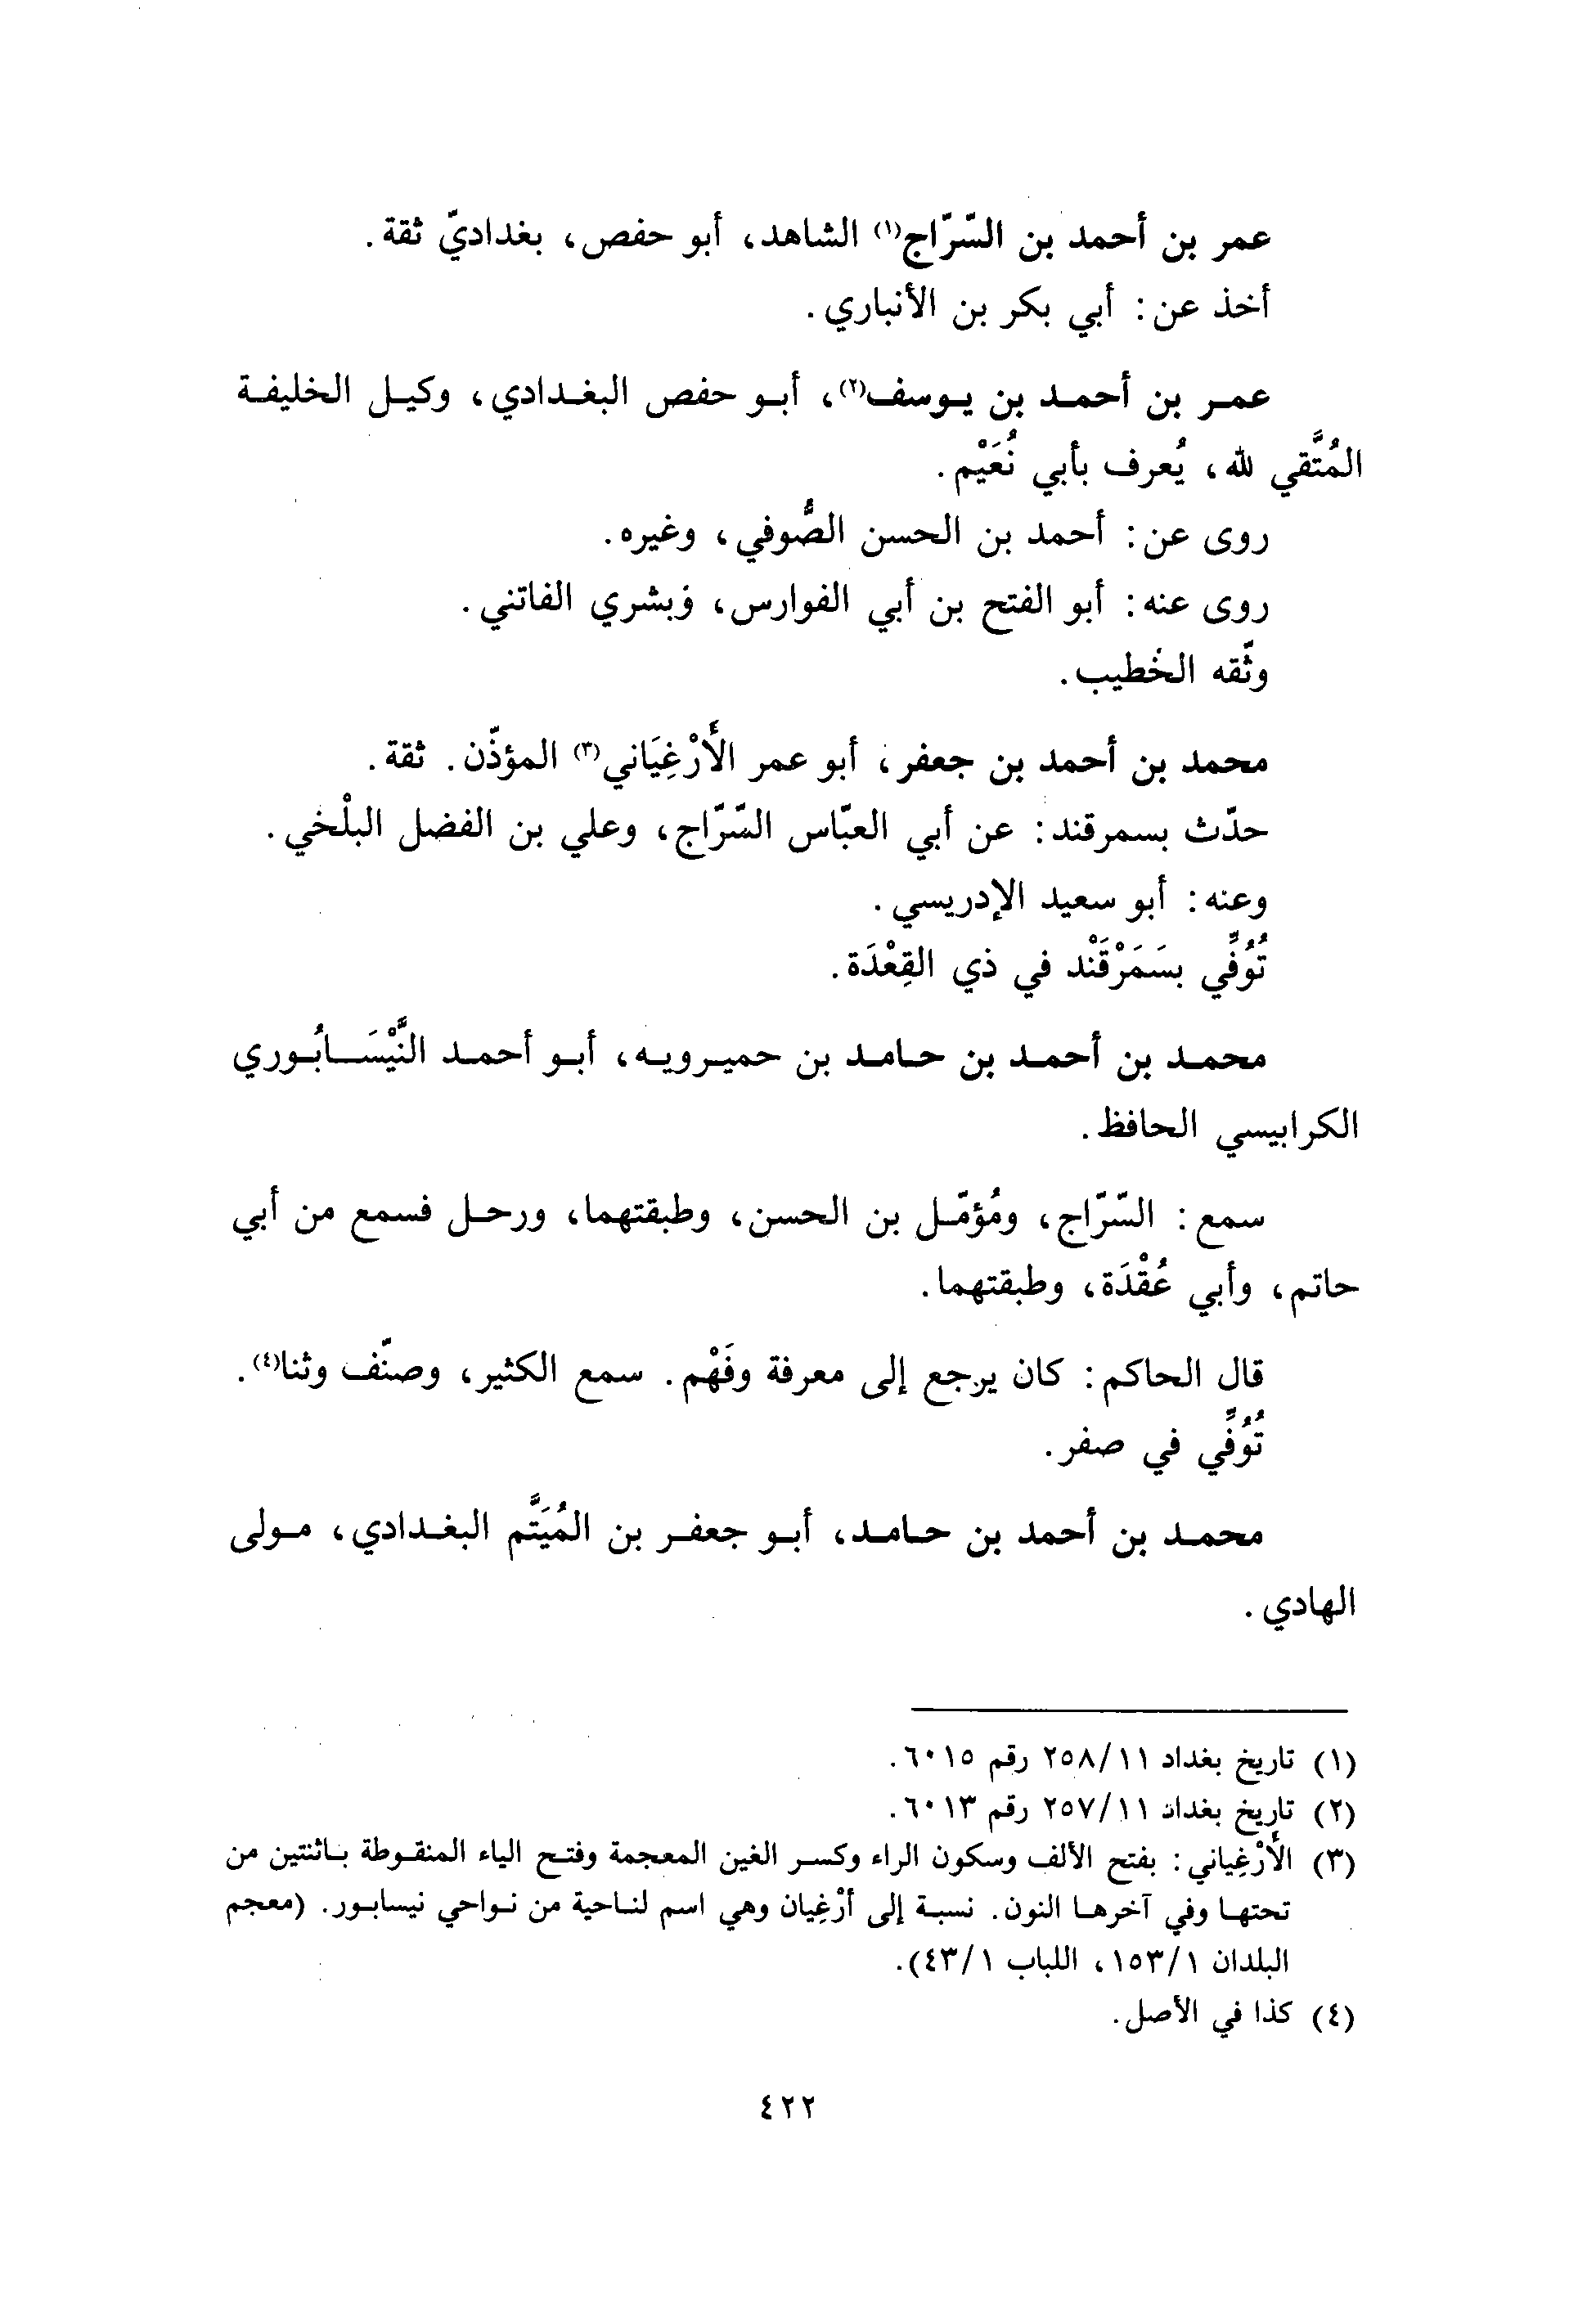 عمر بن أحمد بن السّرّاج(١) الشاهد، أبو حفص، بغداديّ ثقة.
أخذ عن: أبي بكر بن الأنباري.
عمر بن أحمد بن يوسف(٢)، أبو حفص البغدادي، وكيل الخليفة
المُتَّقي لله، يُعرف بأبي نُعَيْم.
روى عن: أحمد بن الحسن الصُّوفي، وغيره.
روى عنه: أبو الفتح بن أبي الفوارس، وبشري الفاتني.
وثّقه الخطيب.
محمد بن أحمد بن جعفر، أبو عمر الأَرْغِيَاني(٣) المؤذّن. ثقة.
حدّث بسمرقند: عن أبي العبّاس السّرّاج، وعلي بن الفضل البلْخي.
وعنه: أبو سعيد الإدريسي.
تُوُفِّي بسَمَرْقَنْد في ذي القِعْدَة.
محمد بن أحمد بن حامد بن حميرويه، أبو أحمد النَّيْسَابُوري
الكرابيسي الحافظ.
سمع: السّرّاج، ومُؤمّل بن الحسن، وطبقتهما، ورحل فسمع من أبي
حاتم، وأبي عُقْدَة، وطبقتهما.
قال الحاكم: كان يرجع إلى معرفة وفَهْم. سمع الكثير، وصنّف وثنا(٤).
تُوُفِّي في صفر.
محمد بن أحمد بن حامد، أبو جعفر بن المُيَتَّم البغدادي، مولى
الهادي.
(١) تاريخ بغداد ٢٥٨/١١ رقم ٦٠١٥.
(٢) تاريخ بغداد ٢٥٧/١١ رقم ٦٠١٣.
(٣) الأَرْغِياني: بفتح الألف وسكون الراء وكسر الغين المعجمة وفتح الياء المنقوطة باثنتين من
تحتها وفي آخرها النون. نسبة إلى أرْغِيان وهي اسم لناحية من نواحي نيسابور. (معجم
البلدان ١٥٣/١، اللباب ٤٣/١).
(٤) كذا في الأصل.
٤٢٢